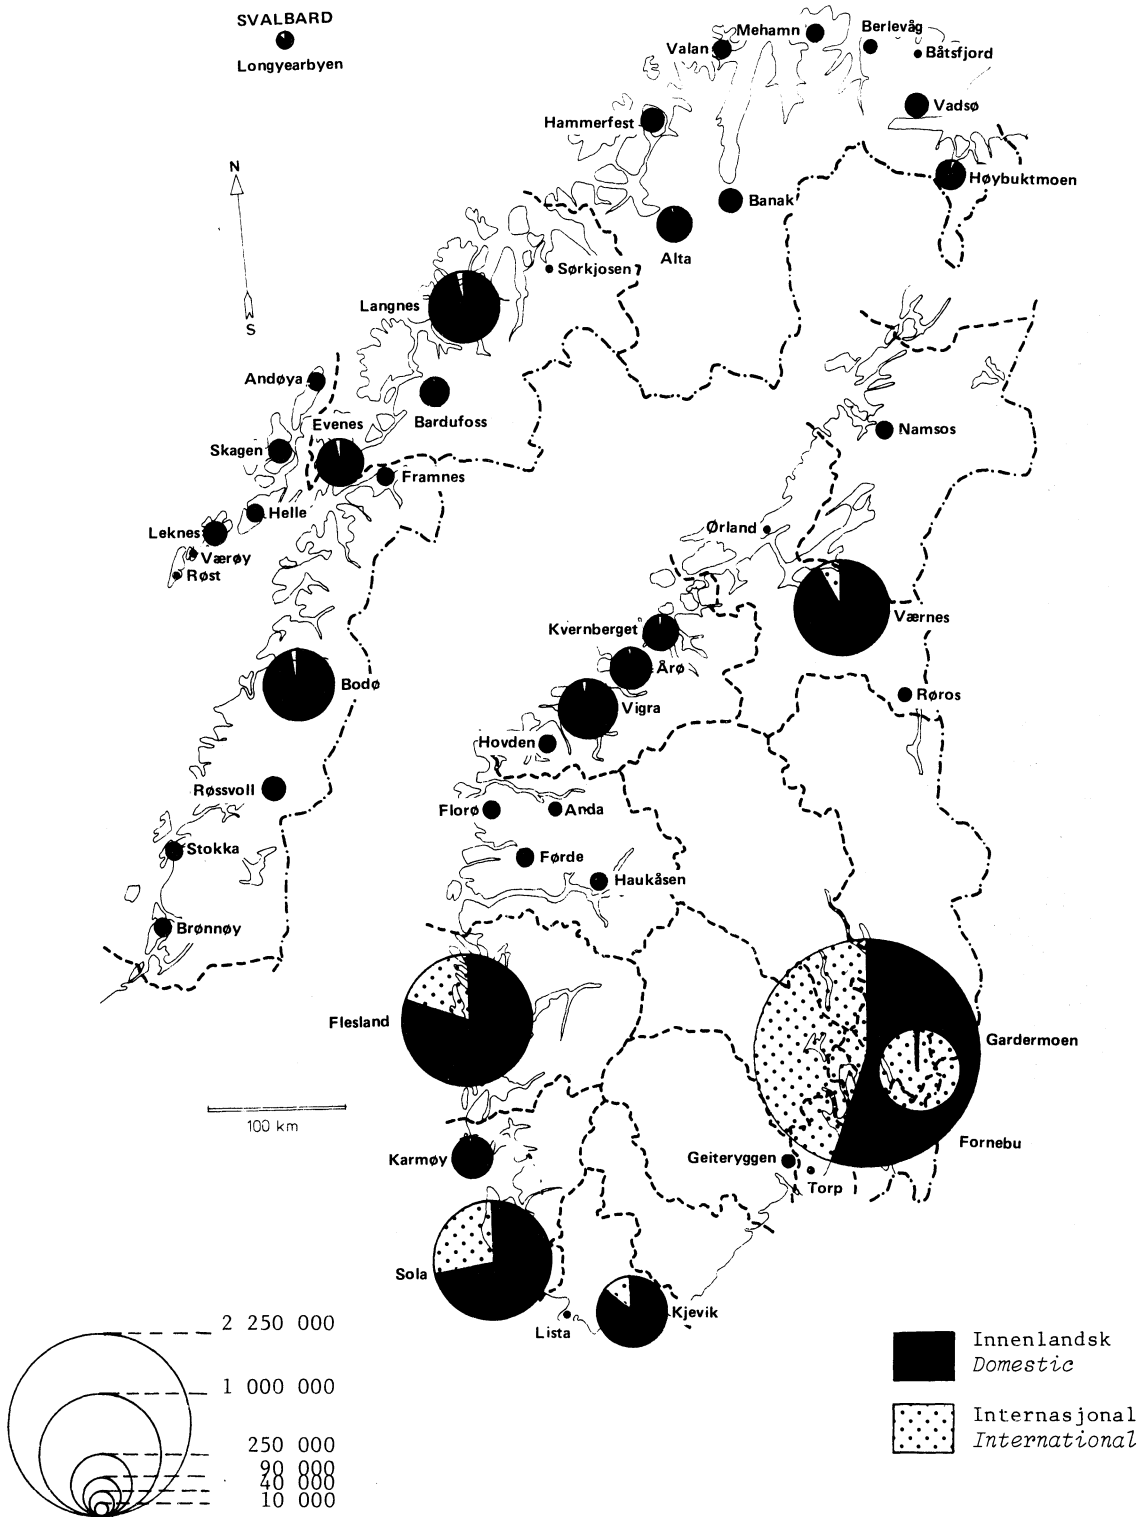 SVALBARD
Longyearbyen
Mehamn
Berlevåg
Valan
Båtsfjord
Vadsø
Hammerfest
Høybuktmoen
Banak
Alta
Sørkjosen
N
S
Langnes
Andøya
Bardufoss
Evenes
Skagen
Framnes
Helle
Leknes
Værøy
Røst
Namsos
Ørland
Værnes
Kvernberget
Årø
Røros
Bodø
Vigra
Hovden
Røssvoll
Florø
Anda
Stokka
Førde
Haukåsen
Brønnøy
Flesland
Gardermoen
100 km
Fornebu
Karmøy
Geiteryggen
Torp
Sola
Kjevik
Lista
2 250 000
1 000 000
250 000
90 000
40 000
10 000
Innenlandsk
Domestic
Internasjonal
International